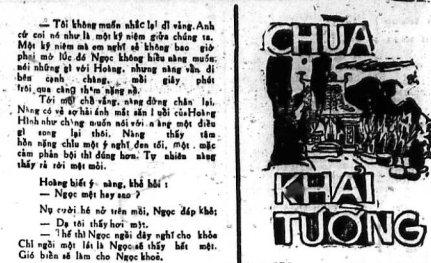 — Tôi không muốn nhắc lại dĩ vãng. Anh
cứ coi nó như là một kỷ niệm giữa chúng ta.
Một kỷ niệm mà em nghĩ sẽ không bao giờ
phai mờ lúc đó Ngọc không hiểu nàng muốn
nói những gì với Hoàng, nhưng nàng vẫn đi
bên cạnh chàng, mỗi giây phút
trôi qua càng thêm nặng nề.
Tới một chỗ vắng, nàng dừng chân lại,
Nàng có vẻ sợ hãi ánh mắt của Hoàng
Hình như chàng muốn nói với nàng một điều
gì song lại thôi. Nàng thấy tâm
hồn nặng chĩu một ý nghĩ đen tối, một mặc
cảm phản bội thì đúng hơn. Tự nhiên nàng
thấy rã rời mệt mỏi.
Hoàng biết ý nàng, khẽ hỏi :
— Ngọc mệt hay sao ?
Nụ cười hé nở trên môi, Ngọc đáp khẽ:
— Dạ tôi thấy hơi mệt.
— Thế thì Ngọc ngồi đây nghỉ cho khỏe
Chỉ ngồi một lát là Ngọc sẽ thấy hết mệt.
Gió biển sẽ làm cho Ngọc khoẻ.
CHÙA
KHẢI
TƯỜNG